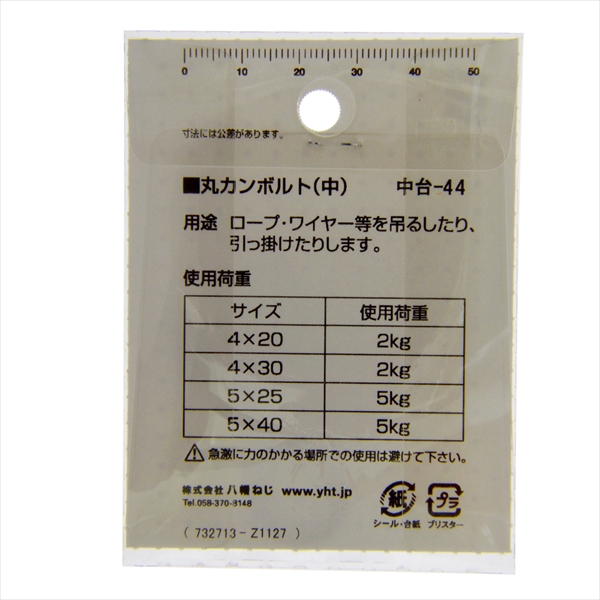 0 10 20 30 40 50
寸法には公差があります。
■丸カンボルト(中) 中台-44
用途 ロープ・ワイヤー等を吊るしたり、
引っ掛けたりします。
使用荷重
サイズ 使用荷重
4×20 2kg
4×30 2kg
5×25 5kg
5×40 5kg
⚠急激に力のかかる場所での使用は避けて下さい。
株式会社 八幡ねじ www.yht.jp
Tel.058-370-3148
紙 プラ
シール・台紙 ブリスター
( 732713-Z1127 )